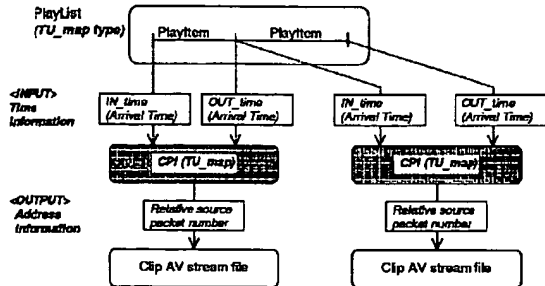 PlayList
(TU_map type)
PlayItem
PlayItem
<INPUT>
Time
Information
IN_time
(Arrival Time)
OUT_time
(Arrival Time)
IN_time
(Arrival Time)
OUT_time
(Arrival Time)
CPI (TU_map)
CPI (TU_map)
<OUTPUT>
Address
Information
Relative source
packet number
Relative source
packet number
Clip AV stream file
Clip AV stream file